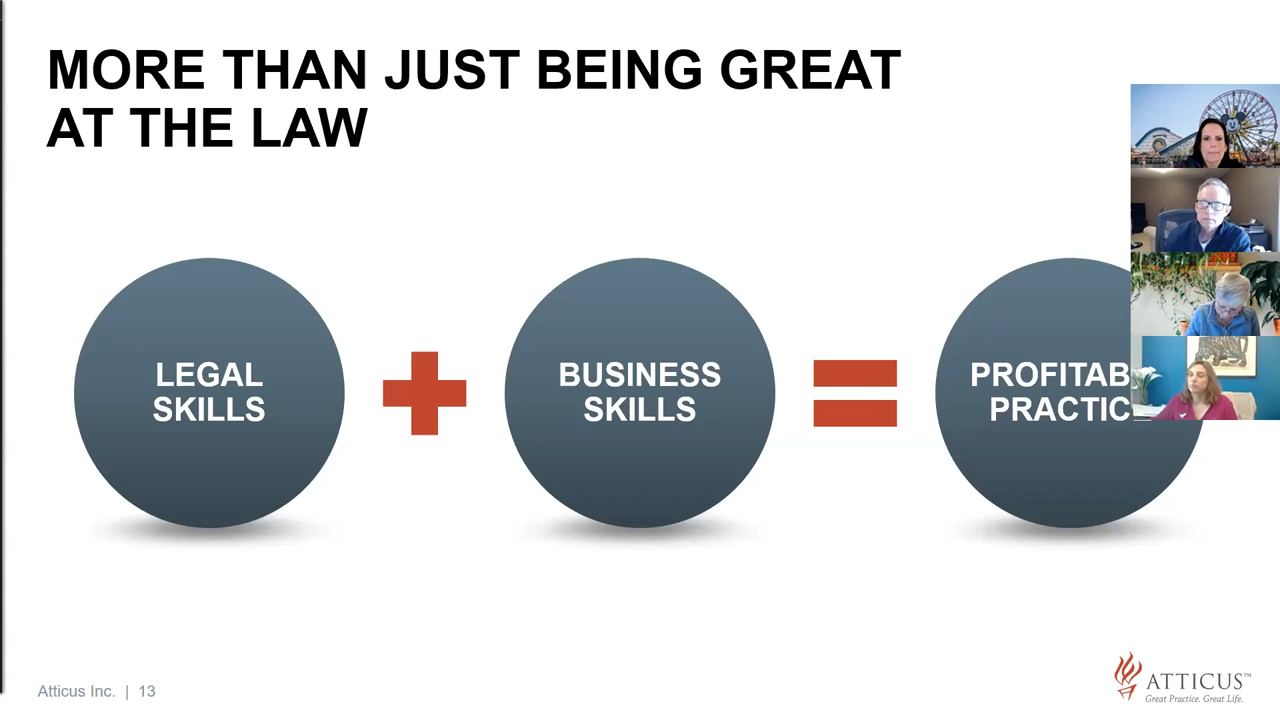 MORE THAN JUST BEING GREAT
AT THE LAW
LEGAL
SKILLS
BUSINESS
SKILLS
PROFITAB
PRACTIC
Atticus Inc. | 13
ATTICUS™
Great Practice. Great Life.